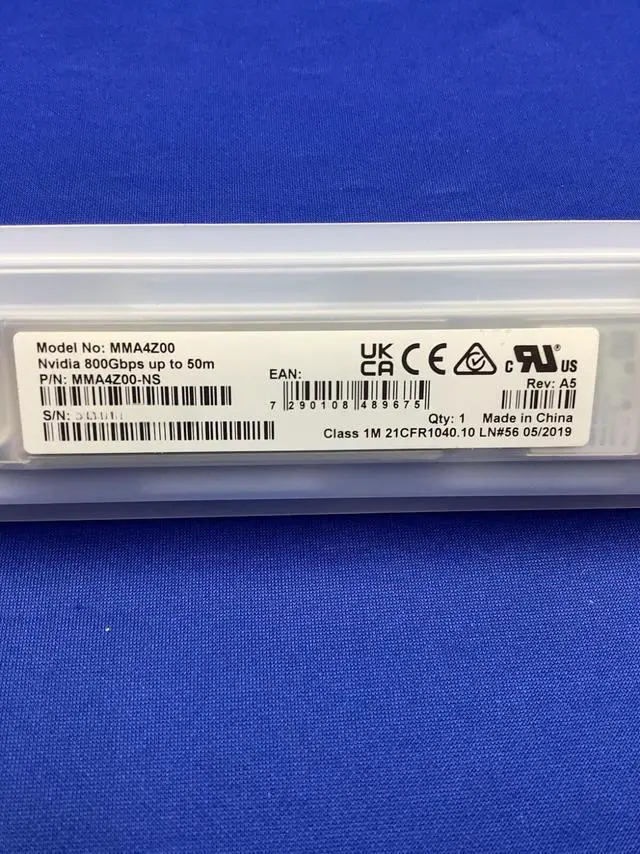 Model No: MMA4Z00
Nvidia 800Gbps up to 50m
P/N: MMA4Z00-NS
S/N:
EAN:
7 290108 489675
UK
CA
CE
c RU® US
Rev: A5
Qty: 1 Made in China
Class 1M 21CFR1040.10 LN#56 05/2019